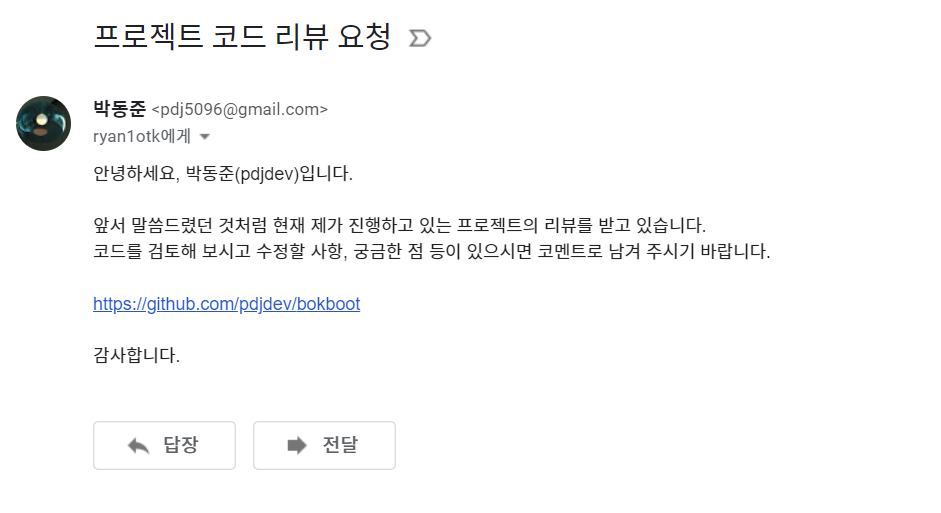 프로젝트 코드 리뷰 요청
박동준 <pdj5096@gmail.com>
ryan1otk에게
안녕하세요, 박동준(pdjdev)입니다.
앞서 말씀드렸던 것처럼 현재 제가 진행하고 있는 프로젝트의 리뷰를 받고 있습니다.
코드를 검토해 보시고 수정할 사항, 궁금한 점 등이 있으시면 코멘트로 남겨 주시기 바랍니다.
https://github.com/pdjdev/bokboot
감사합니다.
답장 전달